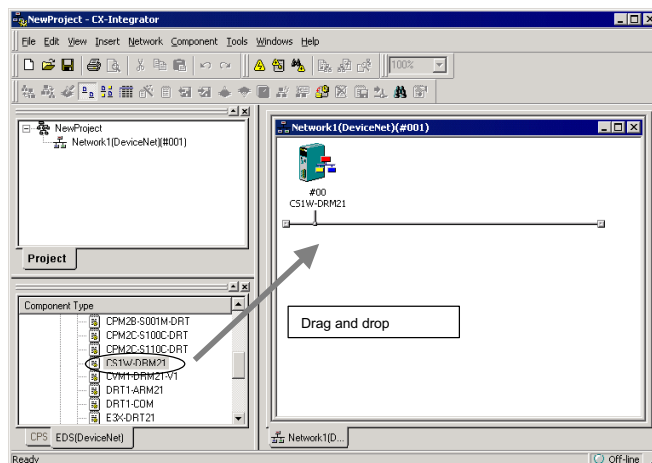 NewProject - CX-Integrator
File Edit View Insert Network Component Tools Windows Help
100%
NewProject
Network1(DeviceNet)(#001)
Project
Component Type
CPM2B-S001M-DRT
CPM2C-S100C-DRT
CPM2C-S110C-DRT
CS1W-DRM21
CVM1-DRM21-V1
DRT1-ARM21
DRT1-COM
E3X-DRT21
CPS EDS(DeviceNet)
Network1(DeviceNet)(#001)
#00
CS1W-DRM21
Drag and drop
Network1(D...
Ready
Off-line